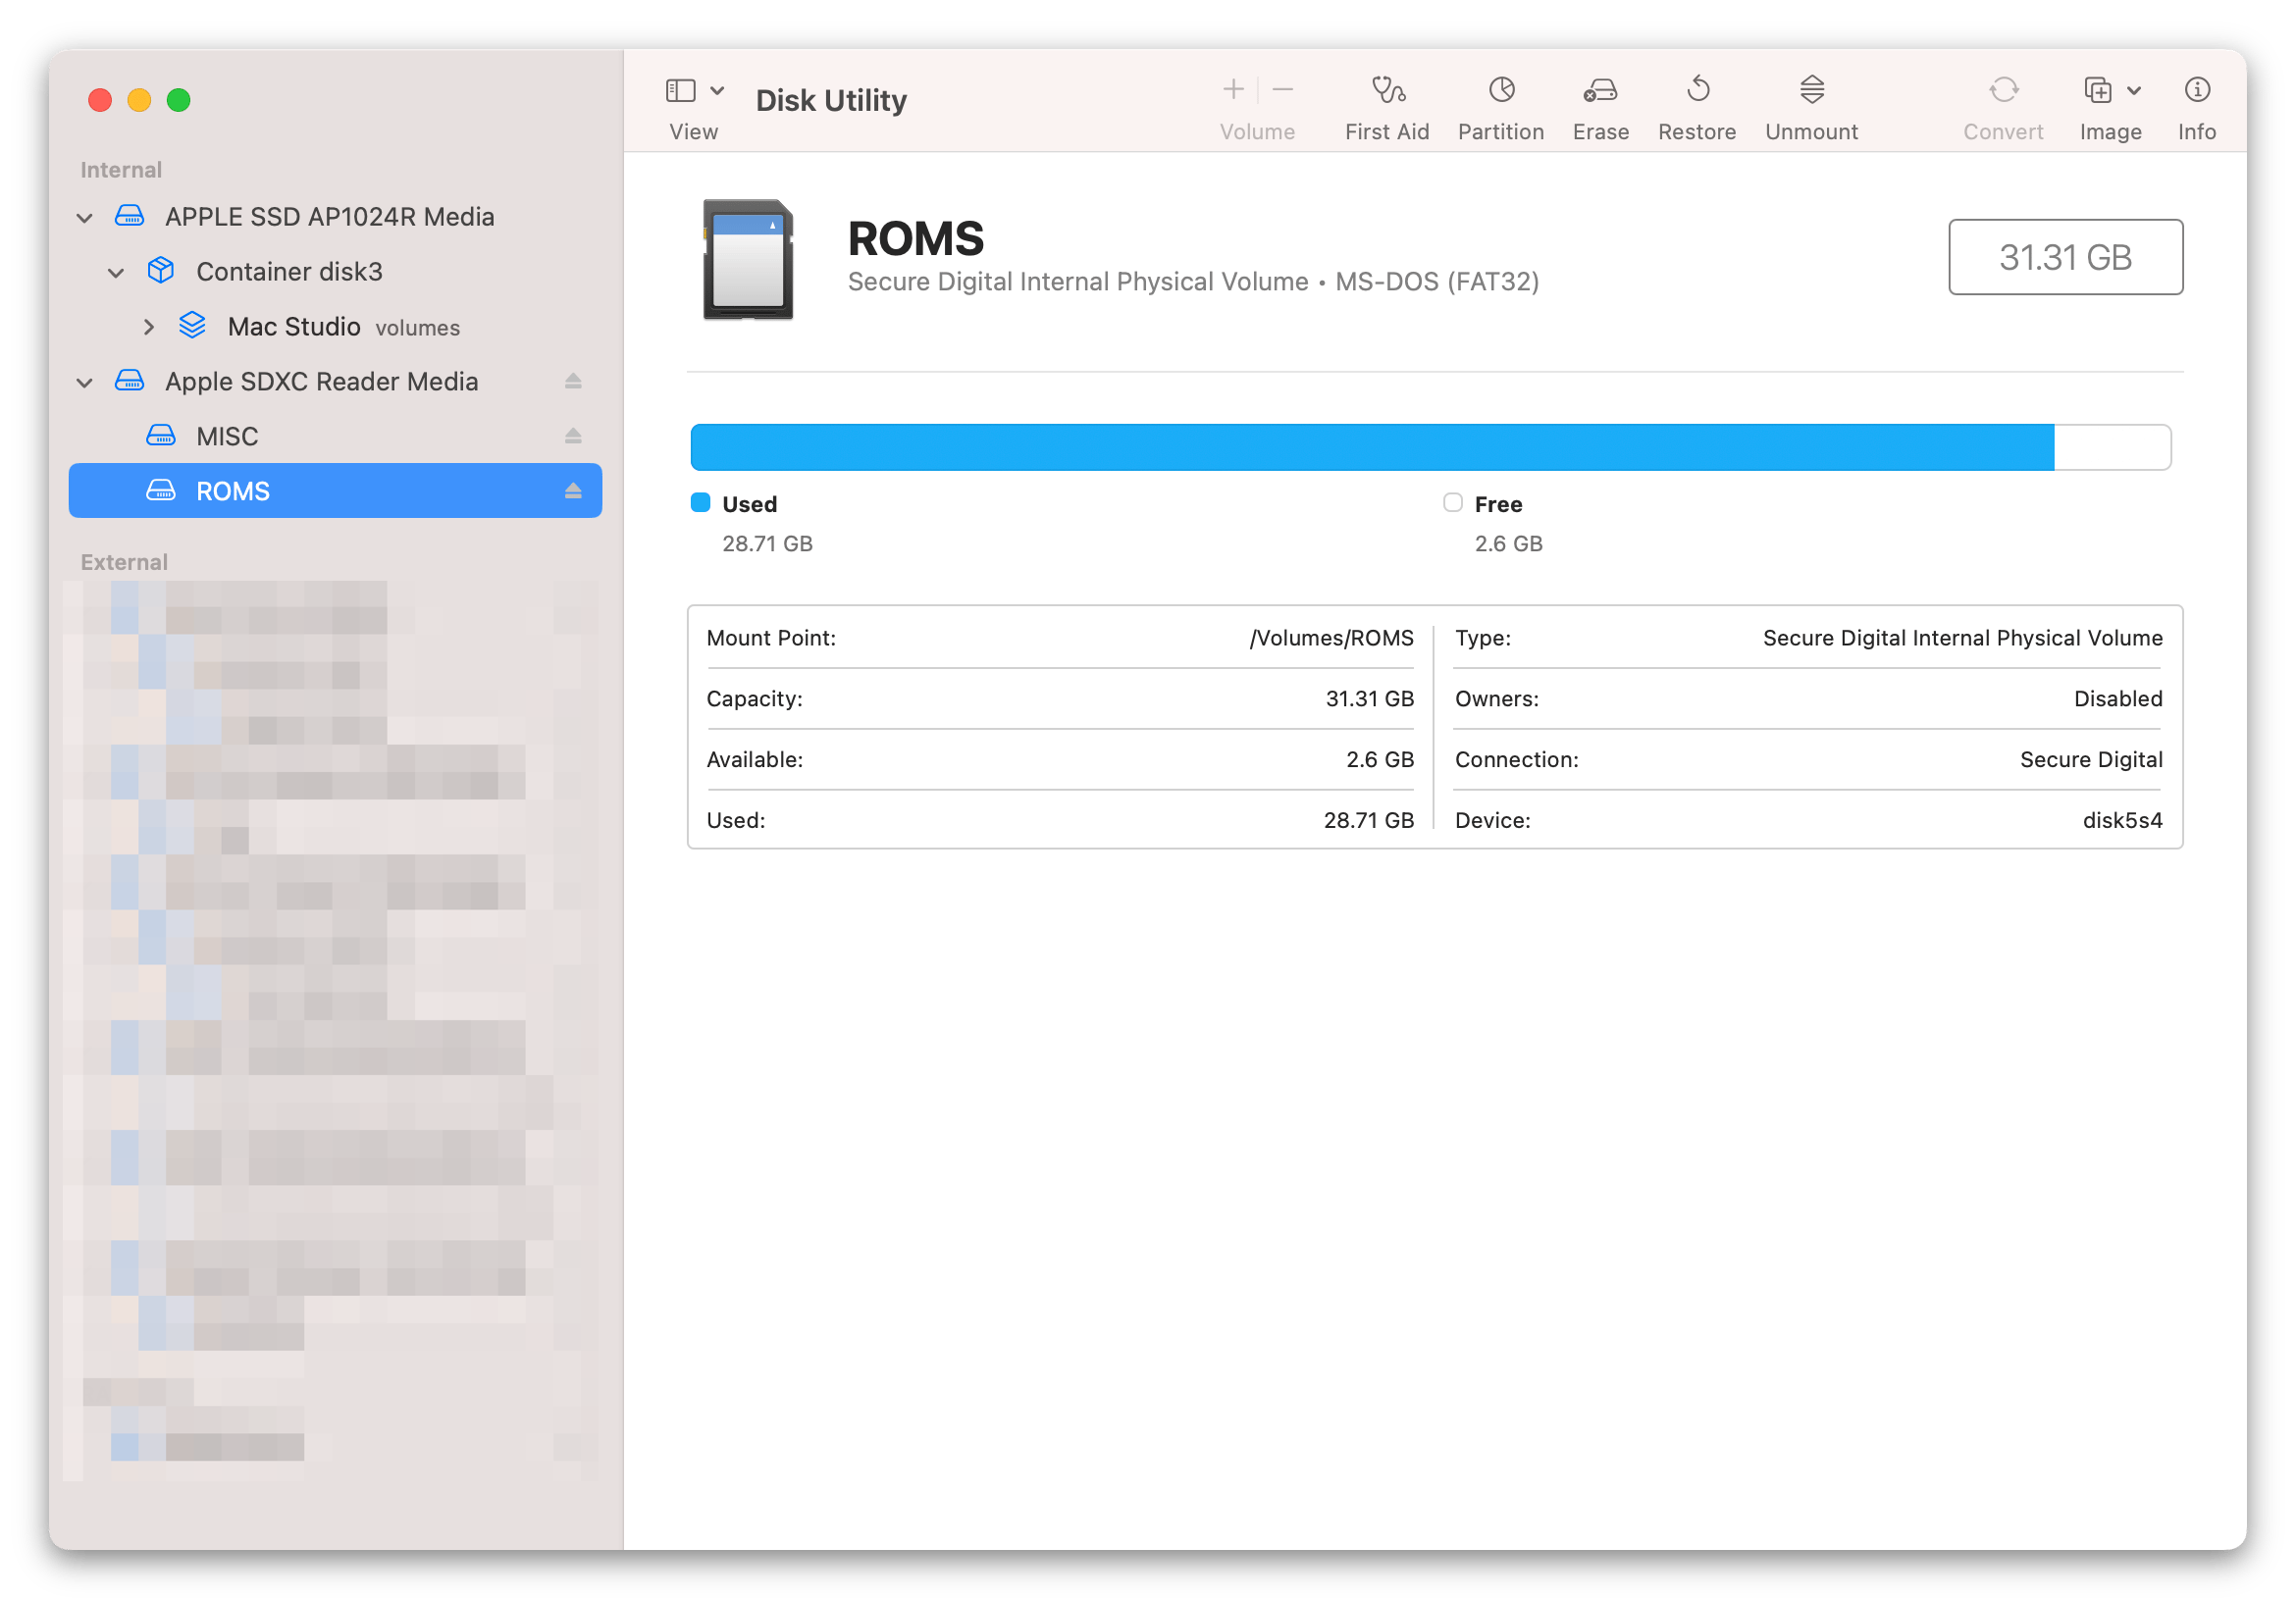 View
Disk Utility
Volume
First Aid
Partition
Erase
Restore
Unmount
Convert
Image
Info
Internal
APPLE SSD AP1024R Media
Container disk3
Mac Studio volumes
Apple SDXC Reader Media
MISC
ROMS
External
ROMS
Secure Digital Internal Physical Volume • MS-DOS (FAT32)
31.31 GB
Used
28.71 GB
Free
2.6 GB
Mount Point: /Volumes/ROMS
Capacity: 31.31 GB
Available: 2.6 GB
Used: 28.71 GB
Type: Secure Digital Internal Physical Volume
Owners: Disabled
Connection: Secure Digital
Device: disk5s4